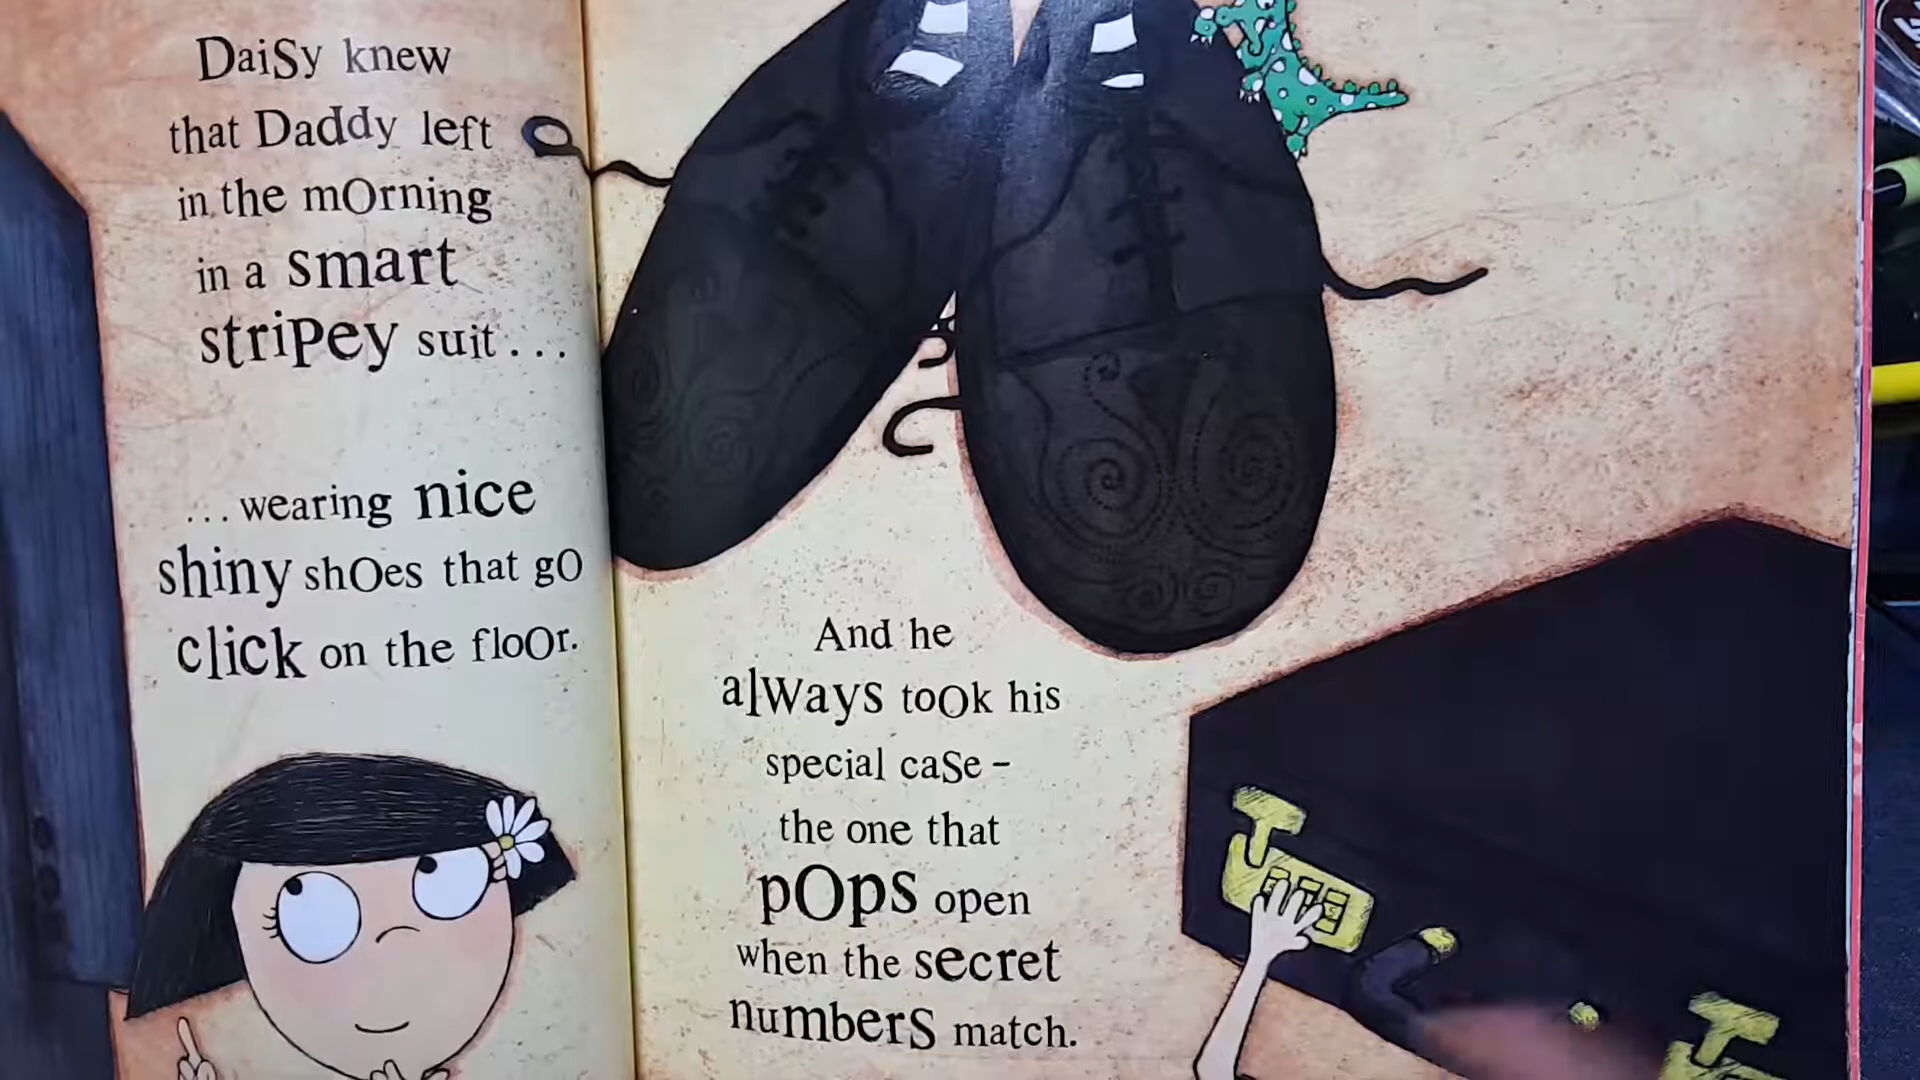 DaiSy knew
that Daddy left
in the mOrning
in a smart
striPey suit . . .
. . . wearing nice
shiny shOes that gO
click on the floOr.
And he
alWays toOk his
special caSe –
the one that
pOps open
when the secret
numberS match.